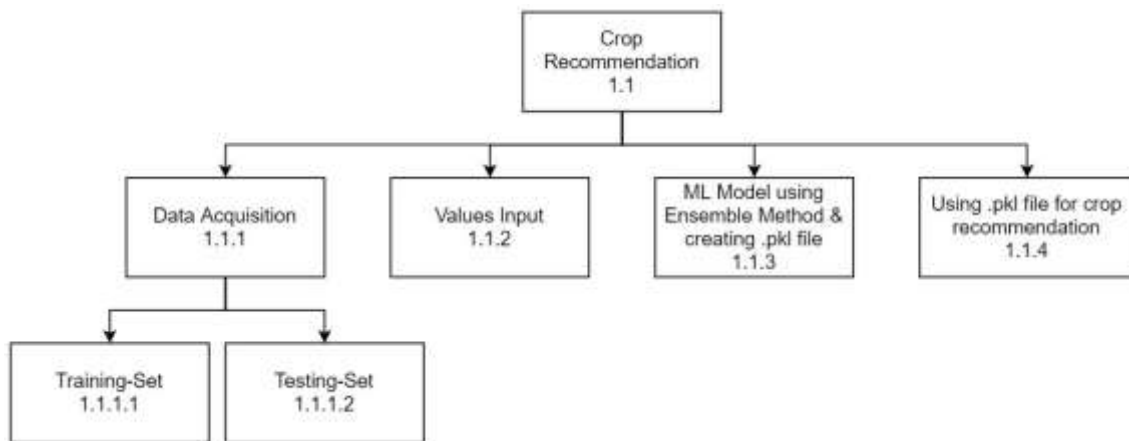 Crop
Recommendation
1.1
Data Acquisition
1.1.1
Values Input
1.1.2
ML Model using
Ensemble Method &
creating .pkl file
1.1.3
Using .pkl file for crop
recommendation
1.1.4
Training-Set
1.1.1.1
Testing-Set
1.1.1.2